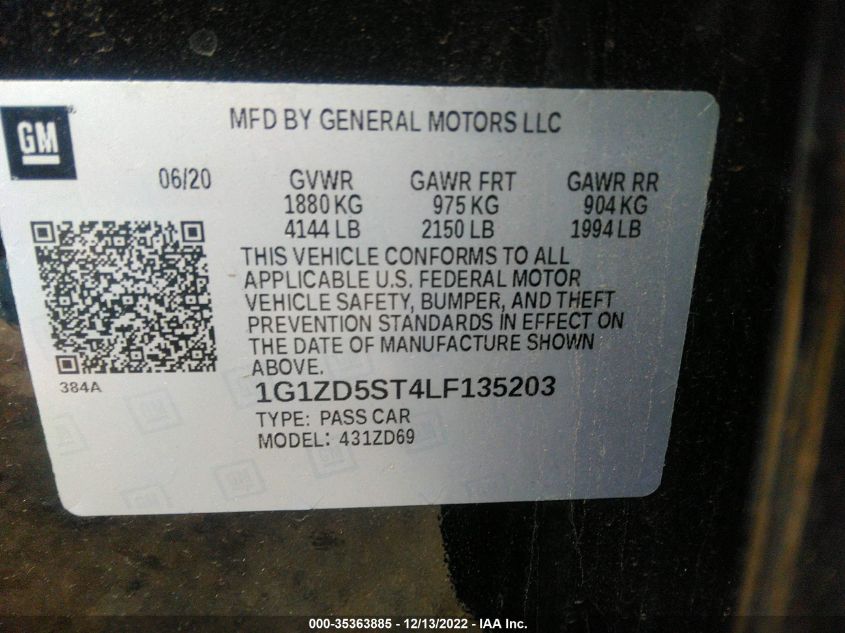 GM
MFD BY GENERAL MOTORS LLC
06/20 GVWR GAWR FRT GAWR RR
1880 KG 975 KG 904 KG
4144 LB 2150 LB 1994 LB
THIS VEHICLE CONFORMS TO ALL
APPLICABLE U.S. FEDERAL MOTOR
VEHICLE SAFETY, BUMPER, AND THEFT
PREVENTION STANDARDS IN EFFECT ON
THE DATE OF MANUFACTURE SHOWN
ABOVE.
384A
1G1ZD5ST4LF135203
TYPE: PASS CAR
MODEL: 431ZD69
000-35363885 - 12/13/2022 - IAA Inc.